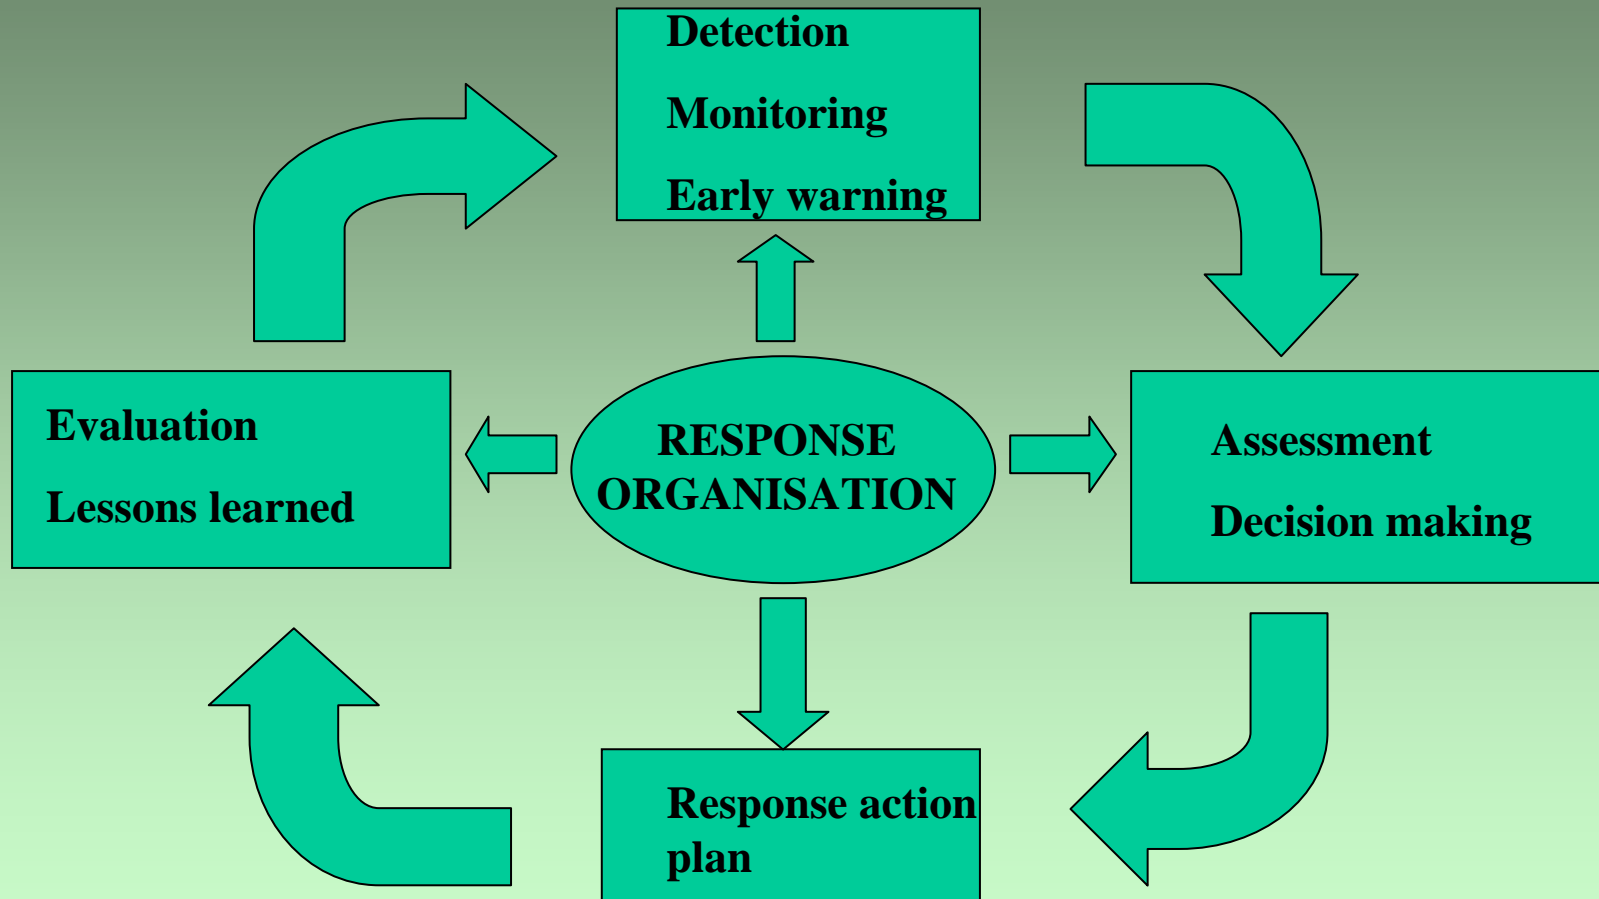 Detection
Monitoring
Early warning
Evaluation
Lessons learned
RESPONSE
ORGANISATION
Assessment
Decision making
Response action
plan